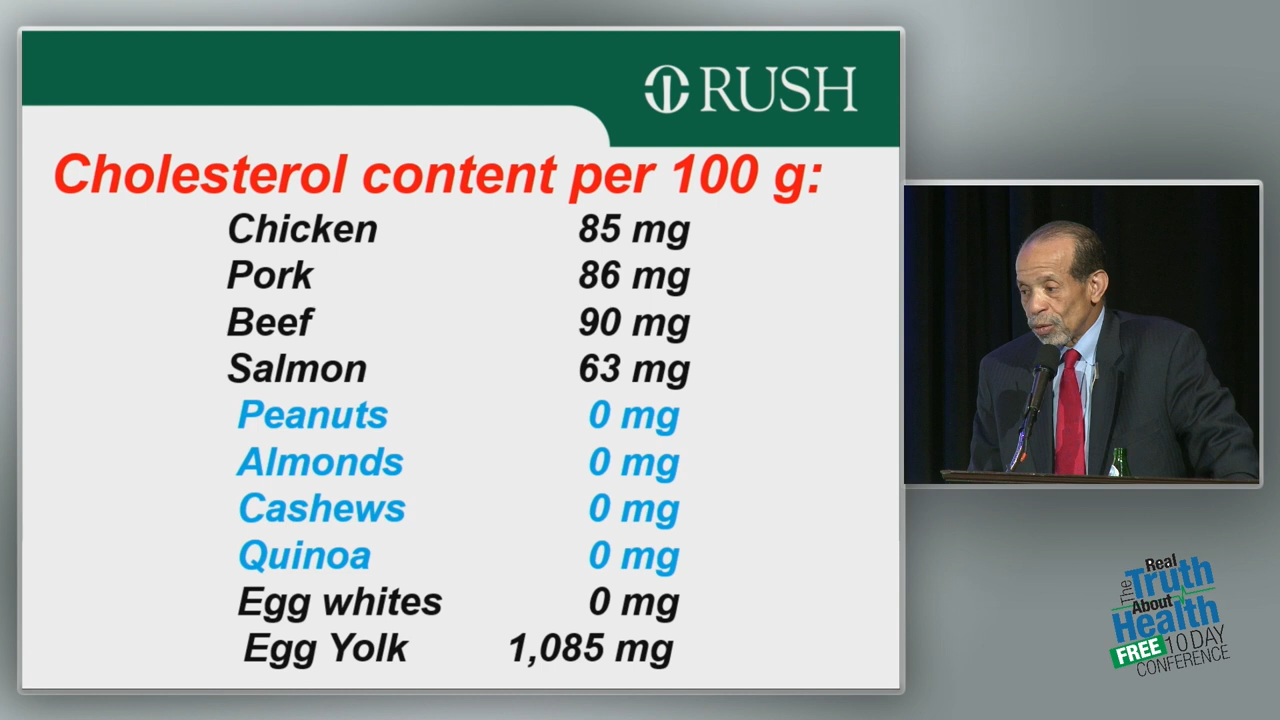 RUSH
Cholesterol content per 100 g:
Chicken 85 mg
Pork 86 mg
Beef 90 mg
Salmon 63 mg
Peanuts 0 mg
Almonds 0 mg
Cashews 0 mg
Quinoa 0 mg
Egg whites 0 mg
Egg Yolk 1,085 mg
The Real
Truth
About
Health
FREE 10 DAY
CONFERENCE